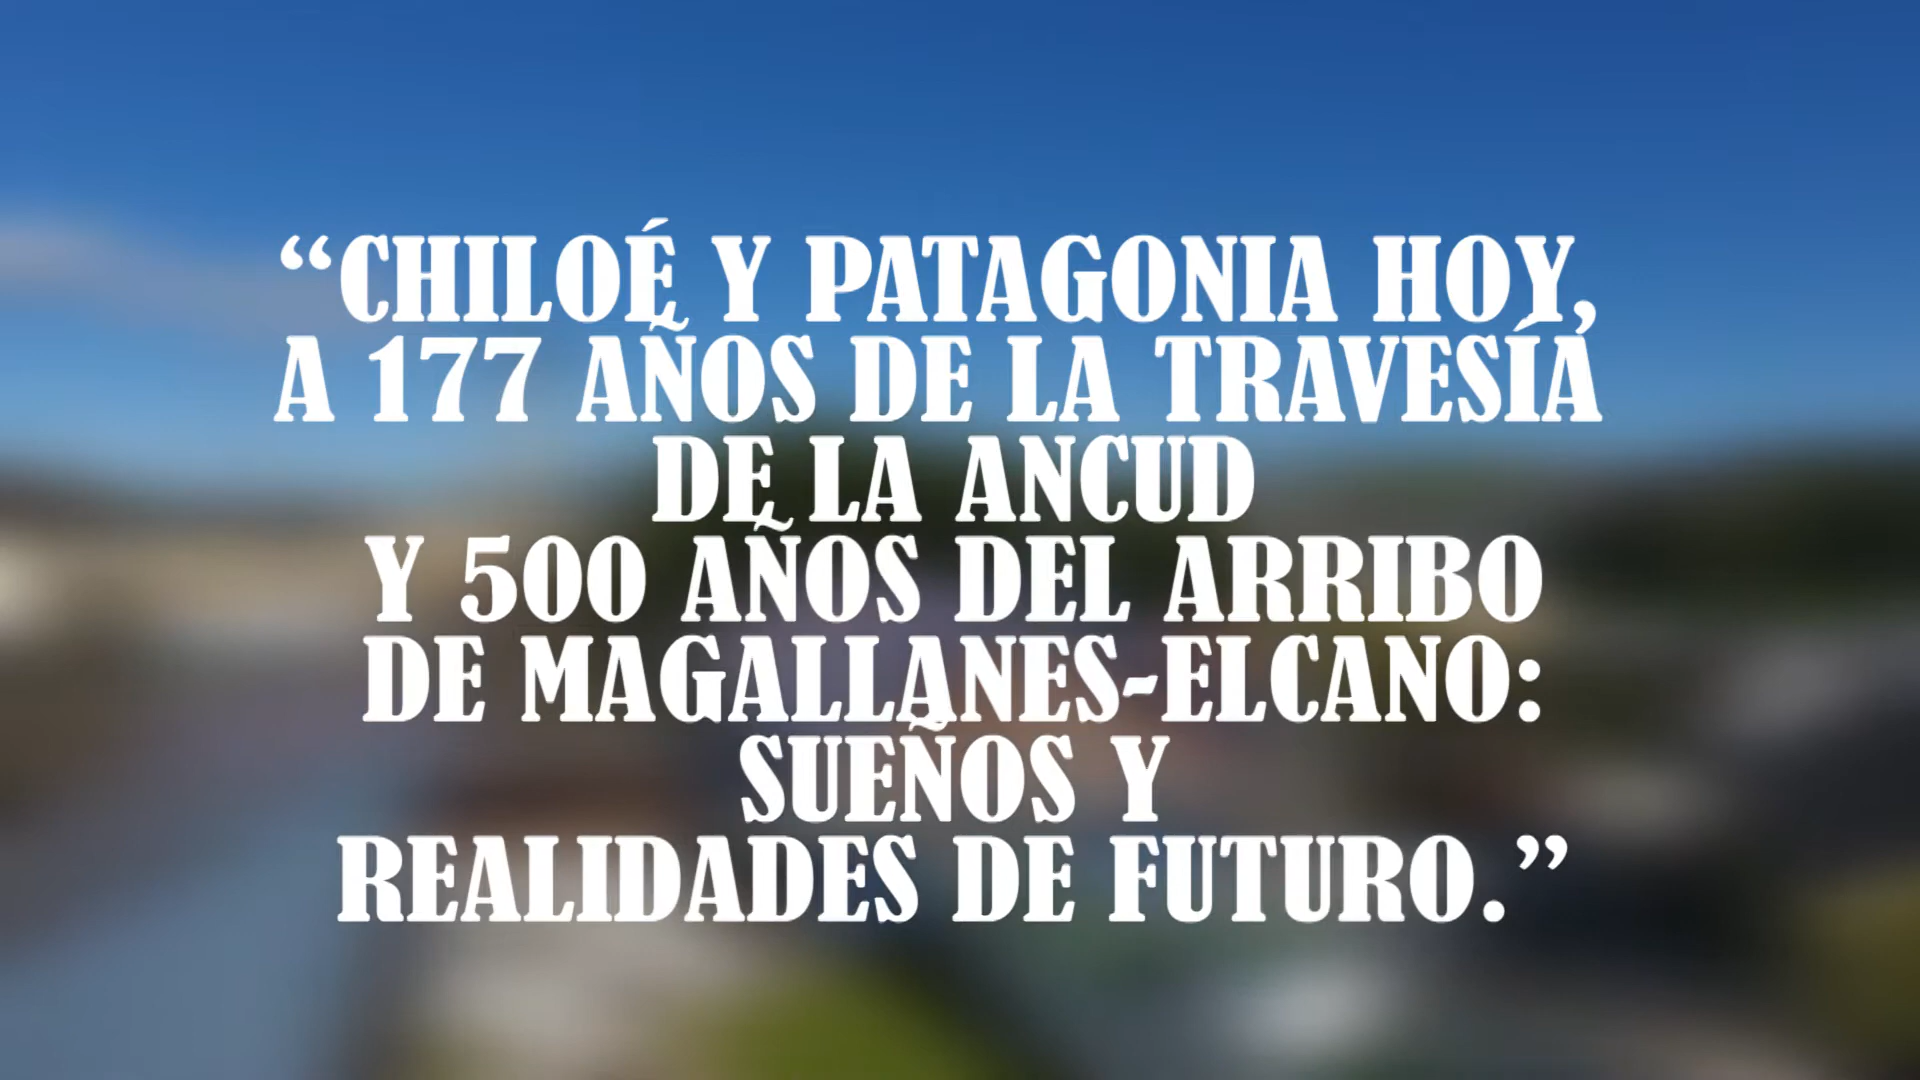 “CHILOÉ Y PATAGONIA HOY,
A 177 AÑOS DE LA TRAVESÍA
DE LA ANCUD
Y 500 AÑOS DEL ARRIBO
DE MAGALLANES-ELCANO:
SUEÑOS Y
REALIDADES DE FUTURO.”